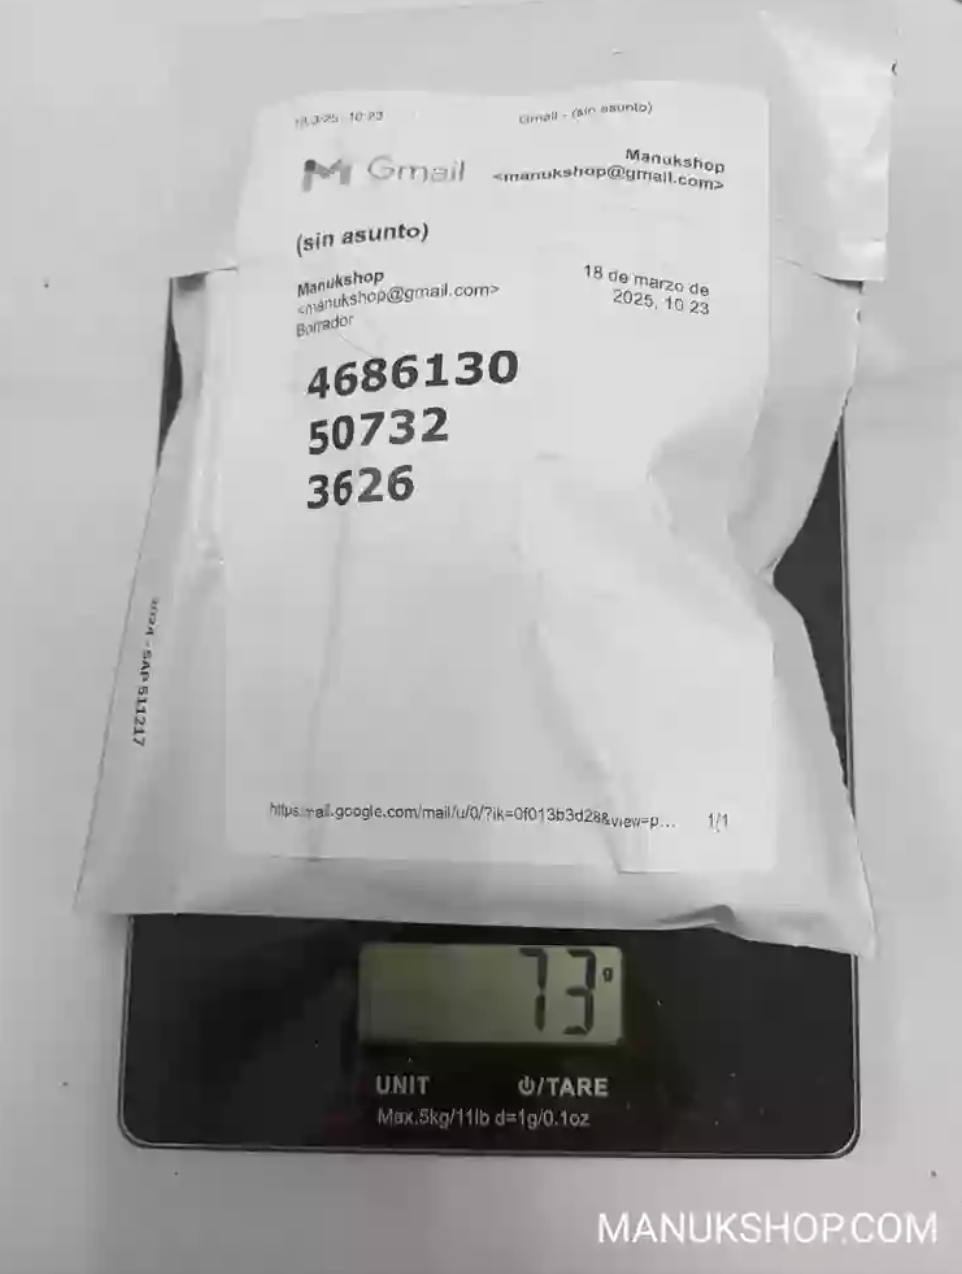 18/3/25, 10:23 Gmail - (sin asunto)
Gmail
Manukshop
<manukshop@gmail.com>
(sin asunto)
Manukshop
<manukshop@gmail.com>
Borrador
18 de marzo de
2025, 10 23
4686130
50732
3626
2024 - SAP 511217
https mail.google.com/mail/u/0/?ik=0f013b3d28&view=p... 1/1
73 g
UNIT ⏻/TARE
Max.5kg/11lb d=1g/0.1oz
MANUKSHOP.COM